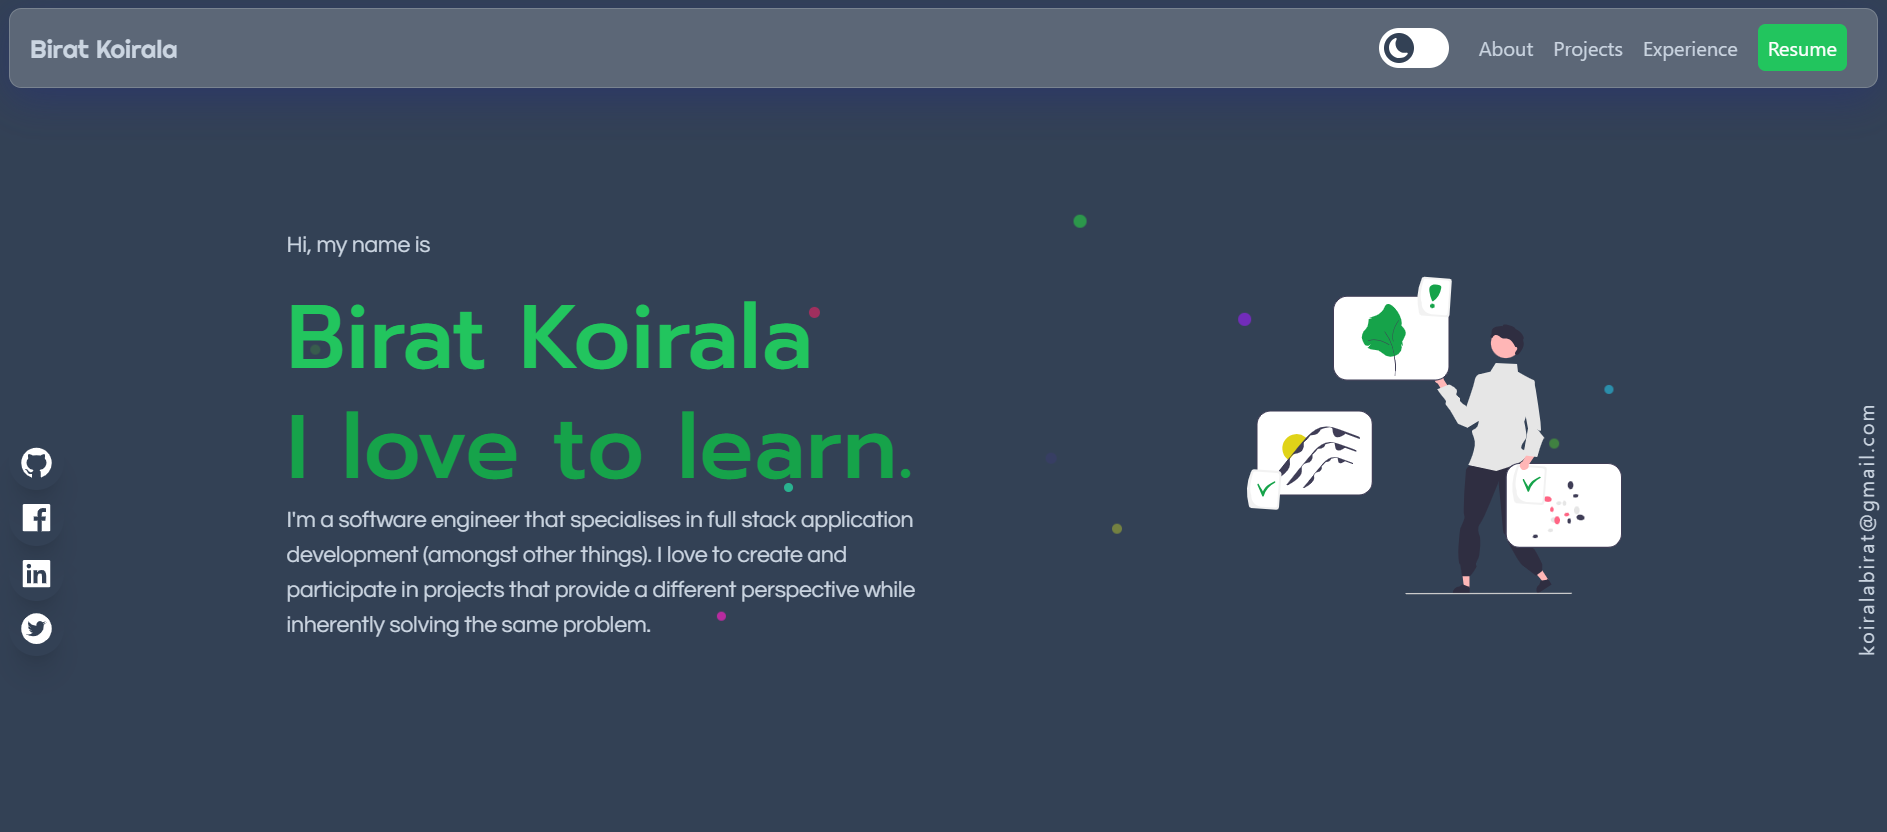 Birat Koirala
About
Projects
Experience
Resume
Hi, my name is
Birat Koirala
I love to learn.
I'm a software engineer that specialises in full stack application
development (amongst other things). I love to create and
participate in projects that provide a different perspective while
inherently solving the same problem.
koiralabirat@gmail.com